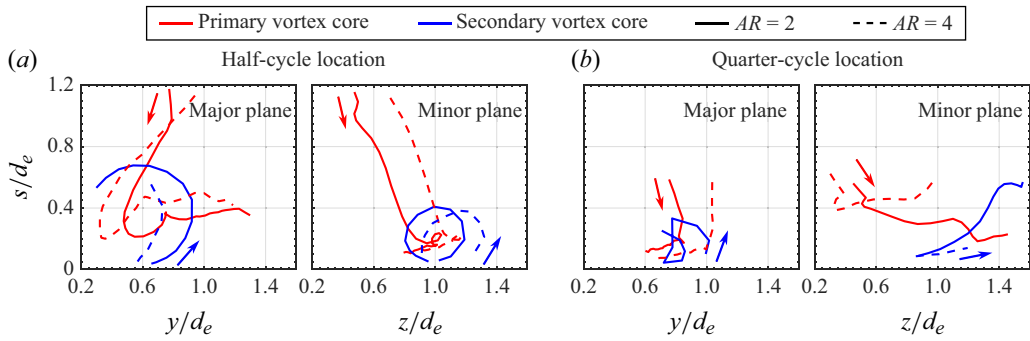 Primary vortex core Secondary vortex core AR = 2 AR = 4
(a) Half-cycle location (b) Quarter-cycle location
Major plane Minor plane Major plane Minor plane
1.2
0.8
0.4
0
s/d_e
0.2 0.6 1.0 1.4 0.2 0.6 1.0 1.4 0.2 0.6 1.0 1.4 0.2 0.6 1.0 1.4
y/d_e z/d_e y/d_e z/d_e